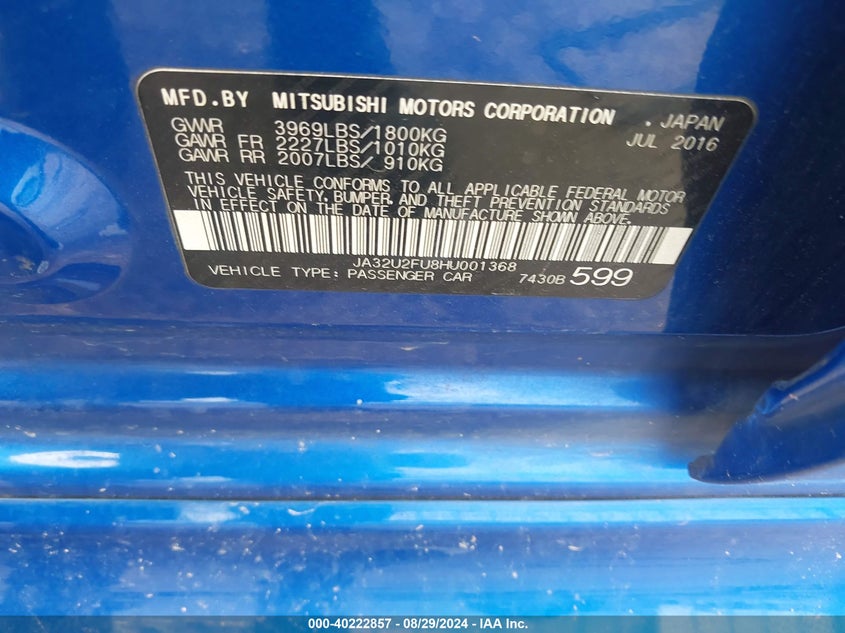 MFD.BY MITSUBISHI MOTORS CORPORATION . JAPAN
GVWR 3969LBS/1800KG JUL 2016
GAWR FR 2227LBS/1010KG
GAWR RR 2007LBS/ 910KG
THIS VEHICLE CONFORMS TO ALL APPLICABLE FEDERAL MOTOR
VEHICLE SAFETY, BUMPER, AND THEFT PREVENTION STANDARDS
IN EFFECT ON THE DATE OF MANUFACTURE SHOWN ABOVE.
JA32U2FU8HU001368
VEHICLE TYPE: PASSENGER CAR 7430B 599
000-40222857 - 08/29/2024 - IAA Inc.